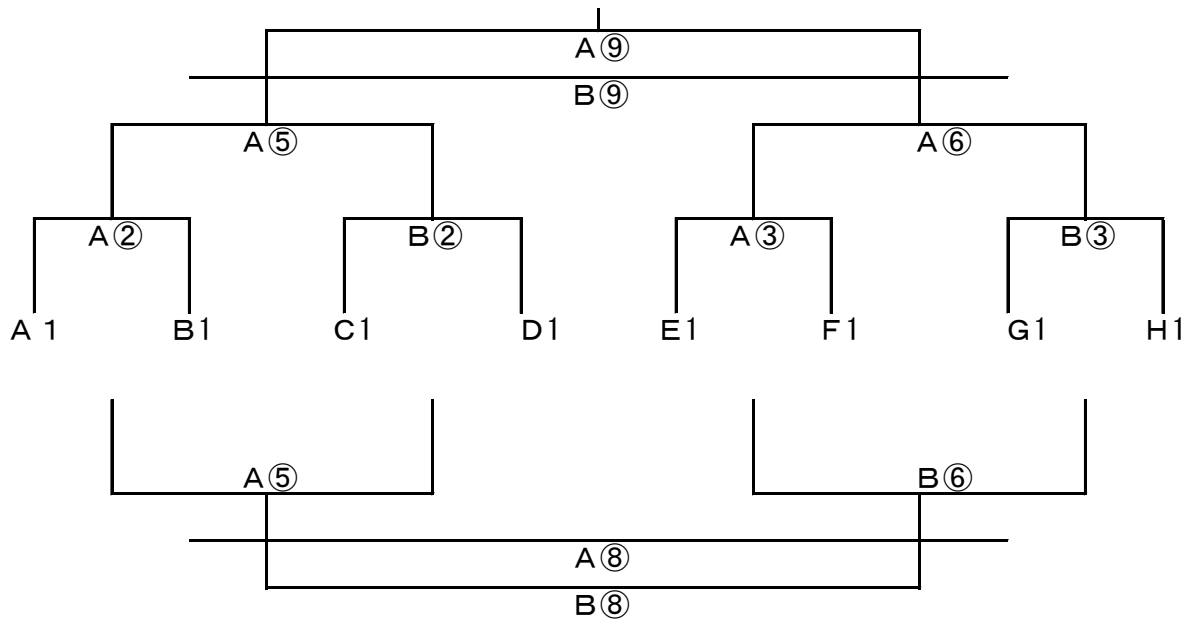 A⑨
B⑨
A⑤ A⑥
A② B② A③ B③
A 1 B1 C1 D1 E1 F1 G1 H1
A⑤ B⑥
A⑧
B⑧